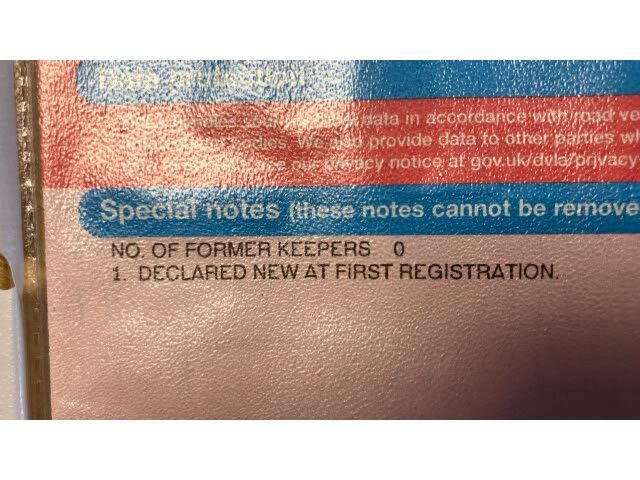 Data protection
data in accordance with road ve
We also provide data to other parties w
our privacy notice at gov.uk/dvla/privacy
Special notes (these notes cannot be remove
NO. OF FORMER KEEPERS 0
1. DECLARED NEW AT FIRST REGISTRATION.